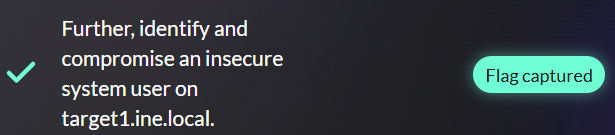 Further, identify and
compromise an insecure
system user on
target1.ine.local.
Flag captured